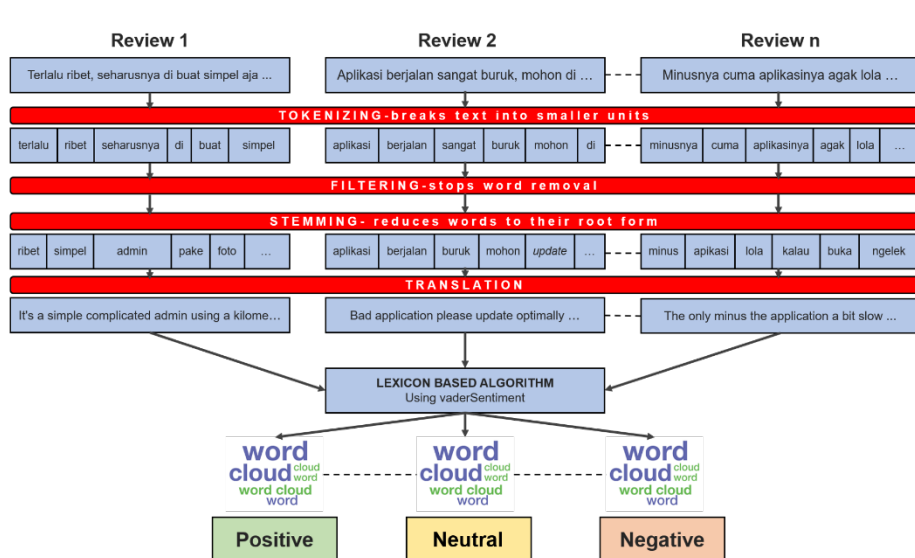 Review 1
Review 2
Review n
Terlalu ribet, seharusnya di buat simpel aja ...
Aplikasi berjalan sangat buruk, mohon di ...
Minusnya cuma aplikasinya agak lola ...
TOKENIZING-breaks text into smaller units
terlalu ribet seharusnya di buat simpel
aplikasi berjalan sangat buruk mohon di
minusnya cuma aplikasinya agak lola ...
FILTERING-stops word removal
STEMMING- reduces words to their root form
ribet simpel admin pake foto ...
aplikasi berjalan buruk mohon update ...
minus apikasi lola kalau buka ngelek
TRANSLATION
It's a simple complicated admin using a kilome...
Bad application please update optimally ...
The only minus the application a bit slow ...
LEXICON BASED ALGORITHM
Using vaderSentiment
word
cloud cloud
word
word cloud
word
word
cloud cloud
word
word cloud
word
word
cloud cloud
word
word cloud
word
Positive
Neutral
Negative